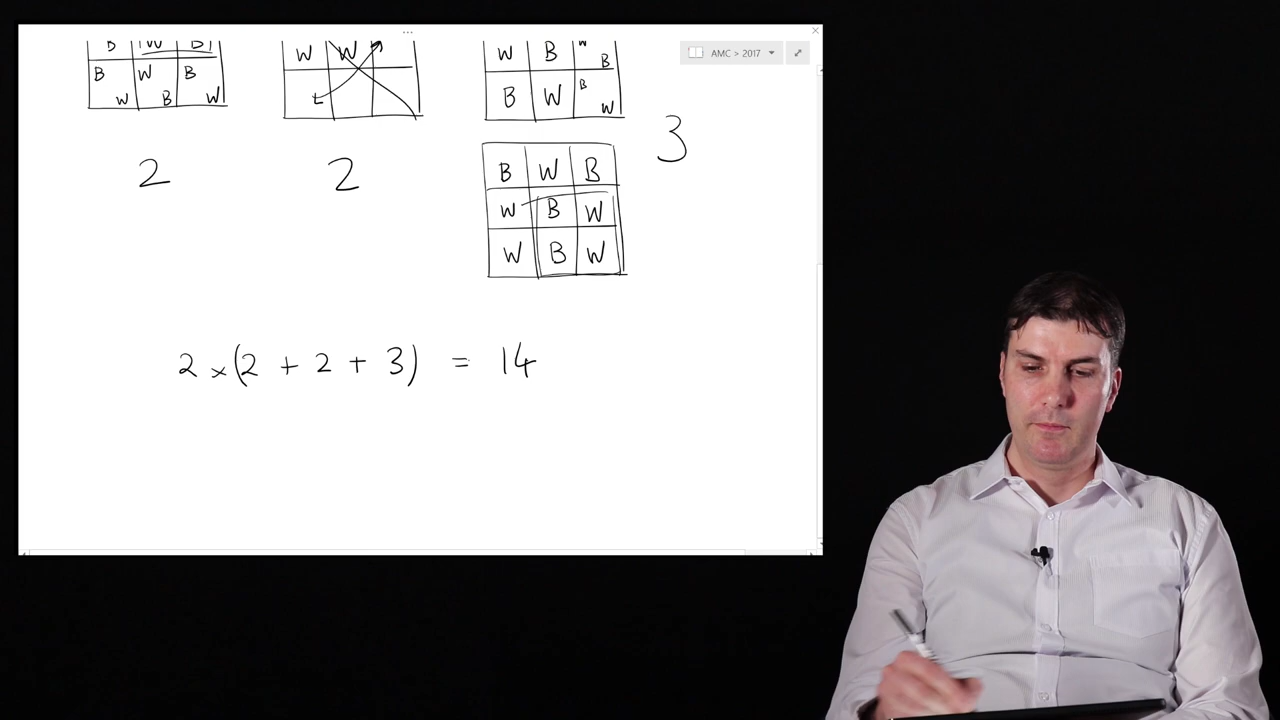 AMC > 2017
B W B
B W B
W B W
W W
W B W B
B W B W
2
2
3
B W B
W B W
W B W
2 × (2 + 2 + 3) = 14